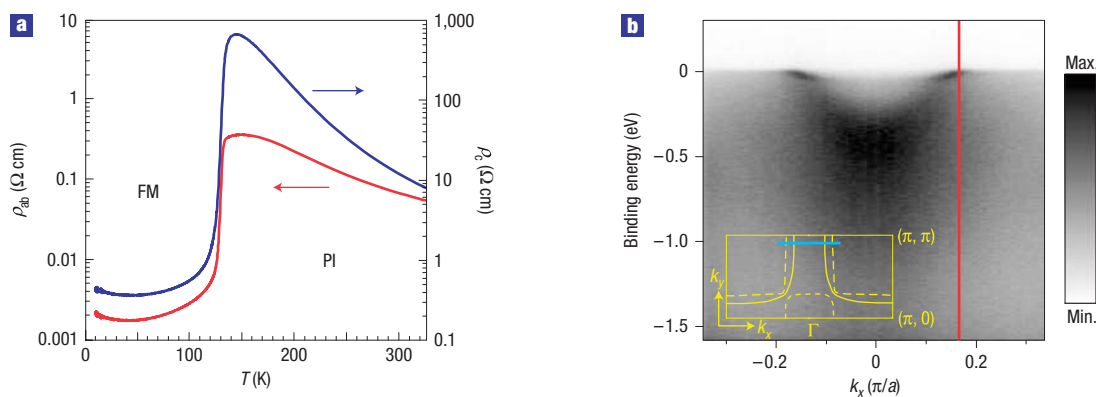 a
10
1
0.1
0.01
0.001
ρab (Ω cm)
1,000
100
10
1
0.1
ρc (Ω cm)
FM
PI
0
100
200
300
T (K)
b
0
−0.5
−1.0
−1.5
Binding energy (eV)
(π, π)
(π, 0)
ky
kx
Γ
−0.2
0
0.2
kx (π/a)
Max.
Min.